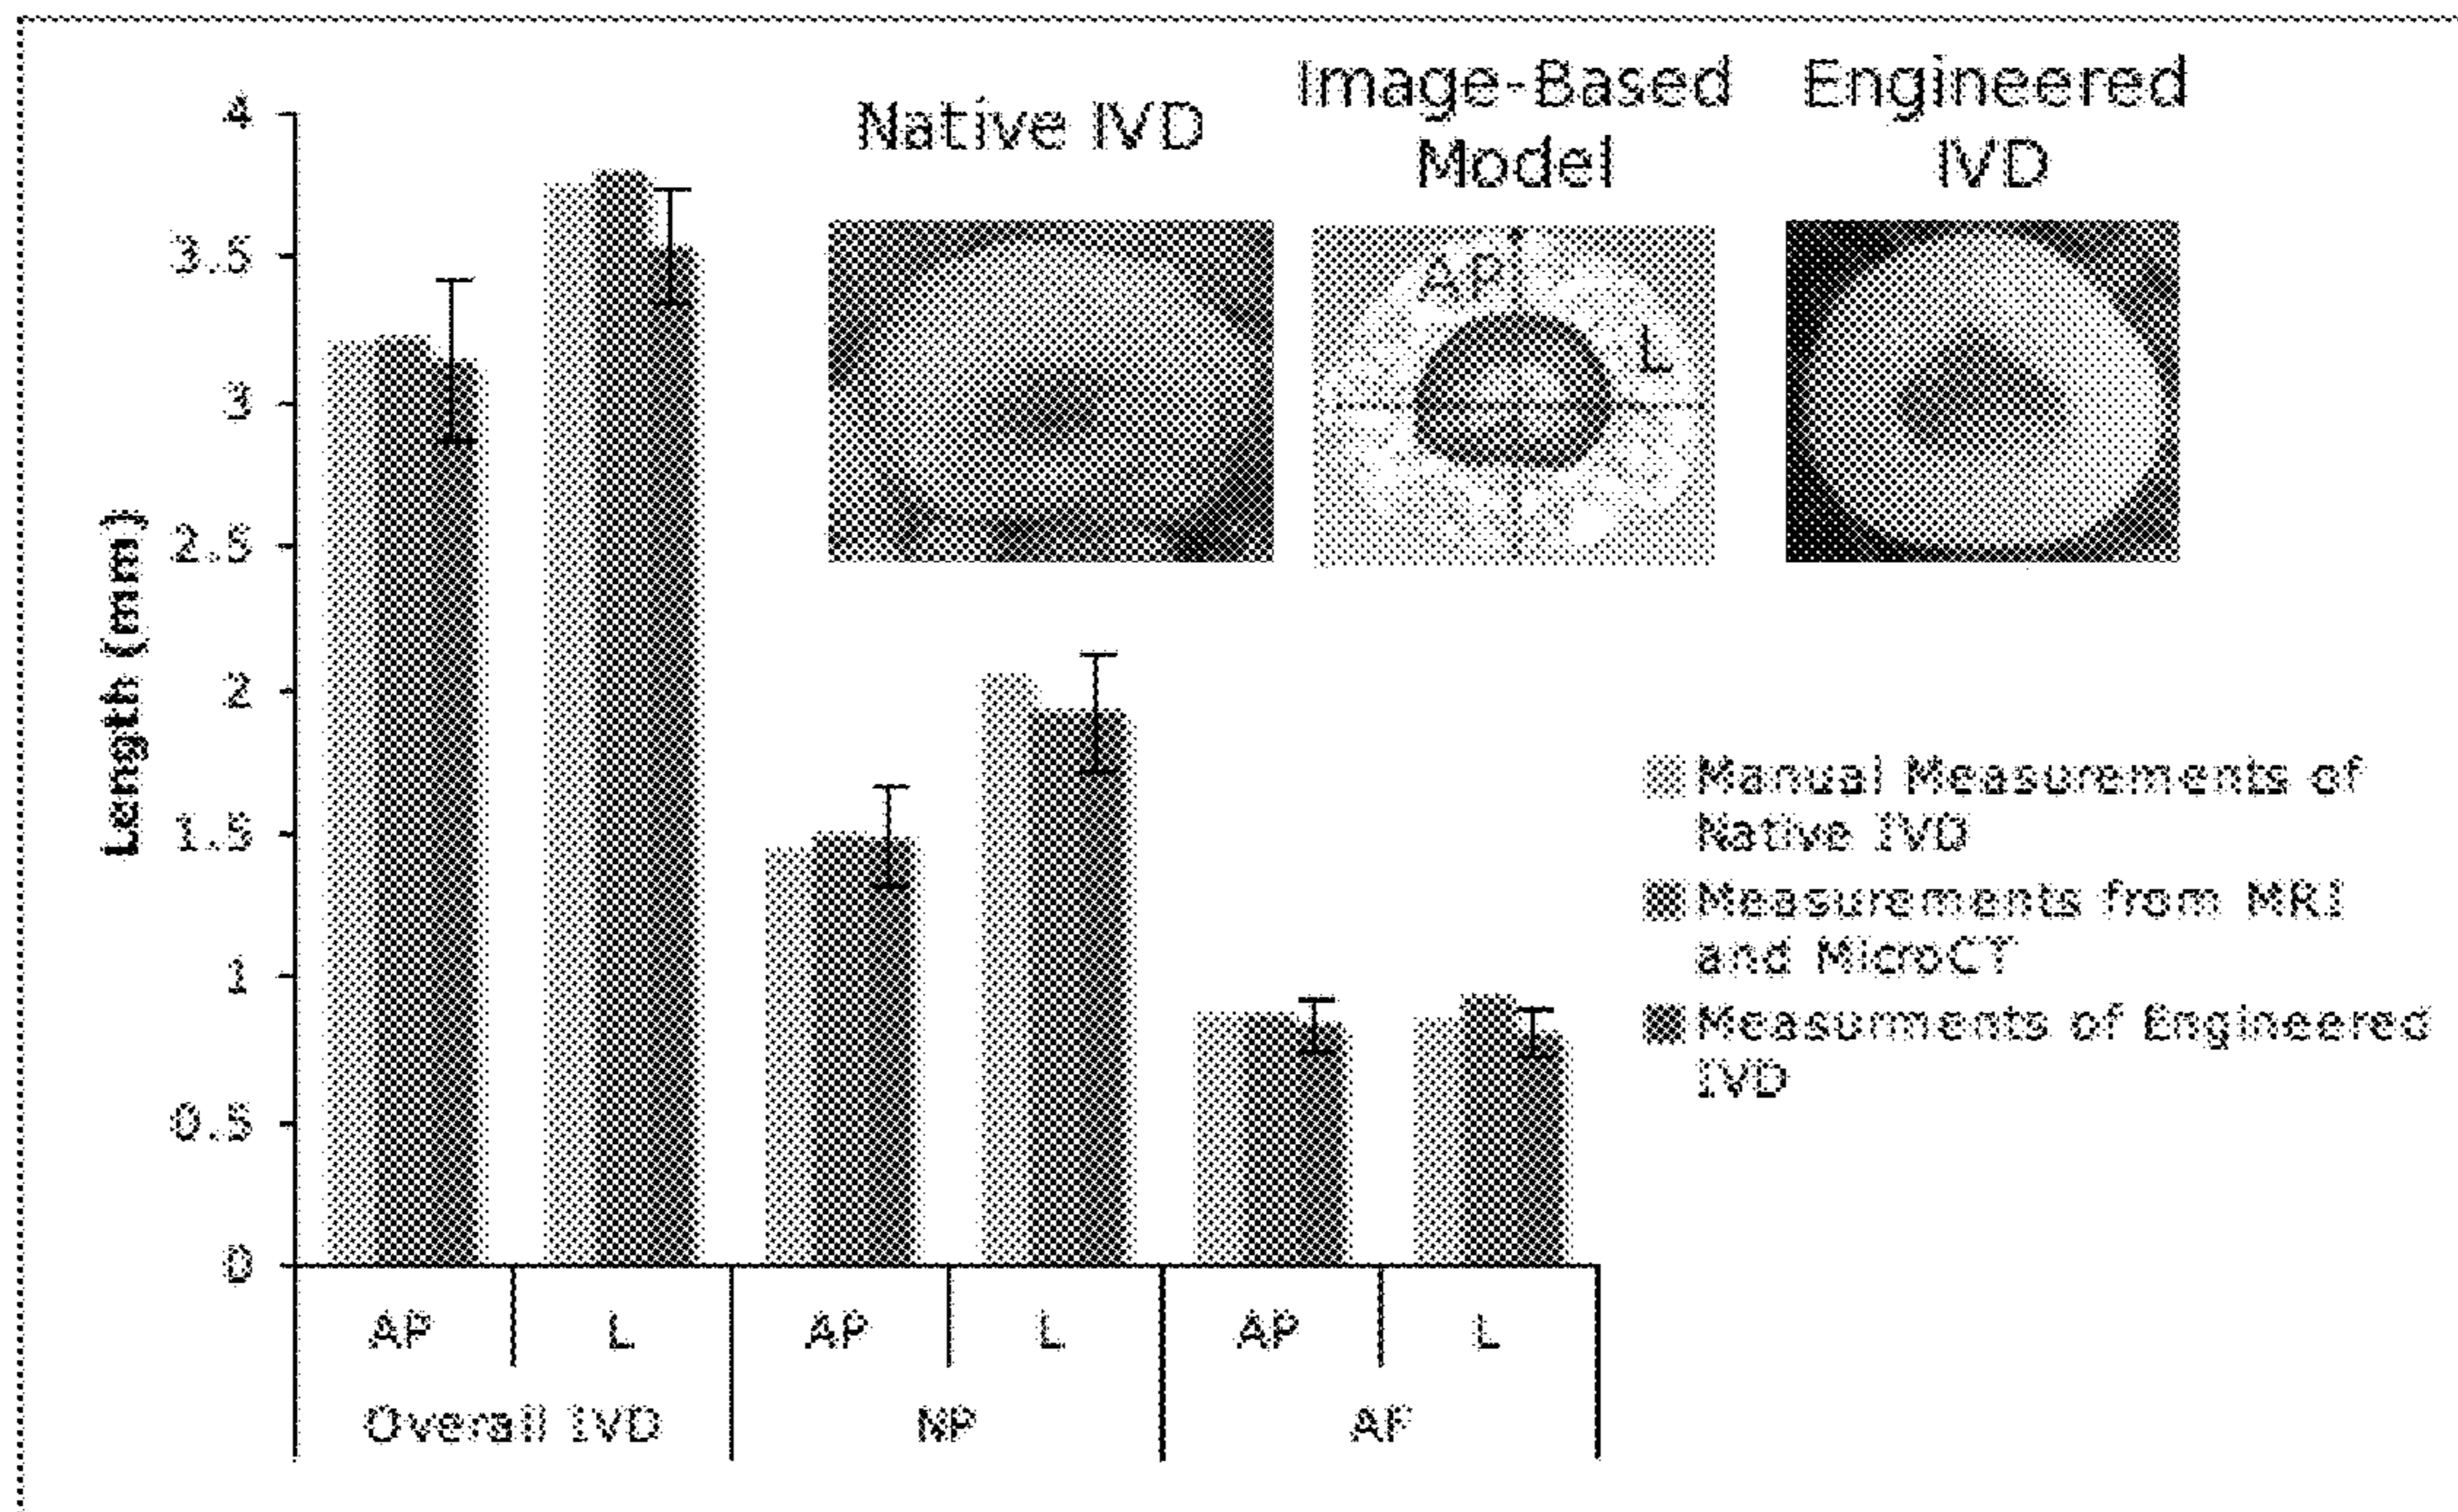 Native IVD
Image-Based
Model
Engineered
IVD
AP
L
Length (mm)
4
3.5
3
2.5
2
1.5
1
0.5
0
AP
L
AP
L
AP
L
Overall IVD
NP
AF
Manual Measurements of
Native IVD
Measurements from MRI
and MicroCT
Measurments of Engineered
IVD